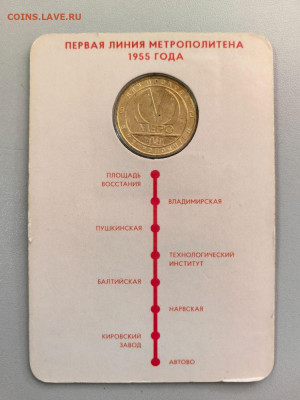 COINS.LAVE.RU
ПЕРВАЯ ЛИНИЯ МЕТРОПОЛИТЕНА
1955 ГОДА
ПЛОЩАДЬ
ВОССТАНИЯ
ВЛАДИМИРСКАЯ
ПУШКИНСКАЯ
ТЕХНОЛОГИЧЕСКИЙ
ИНСТИТУТ
БАЛТИЙСКАЯ
НАРВСКАЯ
КИРОВСКИЙ
ЗАВОД
АВТОВО